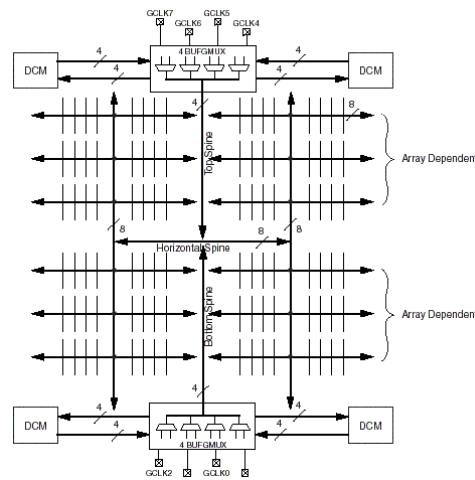 GCLK7 GCLK5
GCLK6 GCLK4
4 4 BUFGMUX 4
DCM DCM
4 4
4 8
Top Spine
Array Dependent
8 8 8
Horizontal Spine
Bottom Spine
Array Dependent
4
4 4
DCM DCM
4 4 BUFGMUX 4
GCLK2 GCLK0